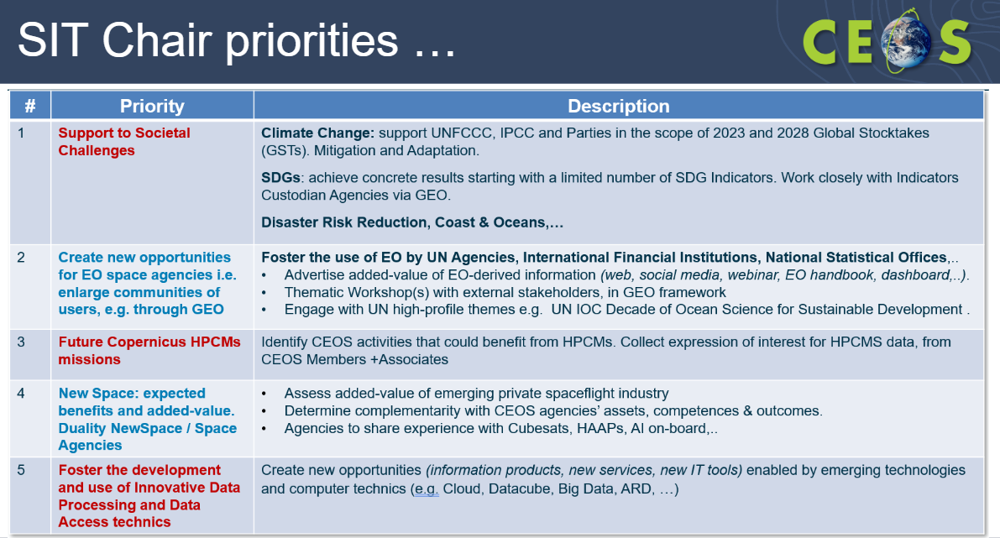 SIT Chair priorities …
CEOS
# Priority Description
1 Support to Societal
Challenges
Climate Change: support UNFCCC, IPCC and Parties in the scope of 2023 and 2028 Global Stocktakes
(GSTs). Mitigation and Adaptation.
SDGs: achieve concrete results starting with a limited number of SDG Indicators. Work closely with Indicators
Custodian Agencies via GEO.
Disaster Risk Reduction, Coast & Oceans,…
2 Create new opportunities
for EO space agencies i.e.
enlarge communities of
users, e.g. through GEO
Foster the use of EO by UN Agencies, International Financial Institutions, National Statistical Offices,..
• Advertise added-value of EO-derived information (web, social media, webinar, EO handbook, dashboard,..).
• Thematic Workshop(s) with external stakeholders, in GEO framework
• Engage with UN high-profile themes e.g. UN IOC Decade of Ocean Science for Sustainable Development .
3 Future Copernicus HPCMs
missions
Identify CEOS activities that could benefit from HPCMs. Collect expression of interest for HPCMS data, from
CEOS Members +Associates
4 New Space: expected
benefits and added-value.
Duality NewSpace / Space
Agencies
• Assess added-value of emerging private spaceflight industry
• Determine complementarity with CEOS agencies’ assets, competences & outcomes.
• Agencies to share experience with Cubesats, HAAPs, AI on-board,..
5 Foster the development
and use of Innovative Data
Processing and Data
Access technics
Create new opportunities (information products, new services, new IT tools) enabled by emerging technologies
and computer technics (e.g. Cloud, Datacube, Big Data, ARD, …)